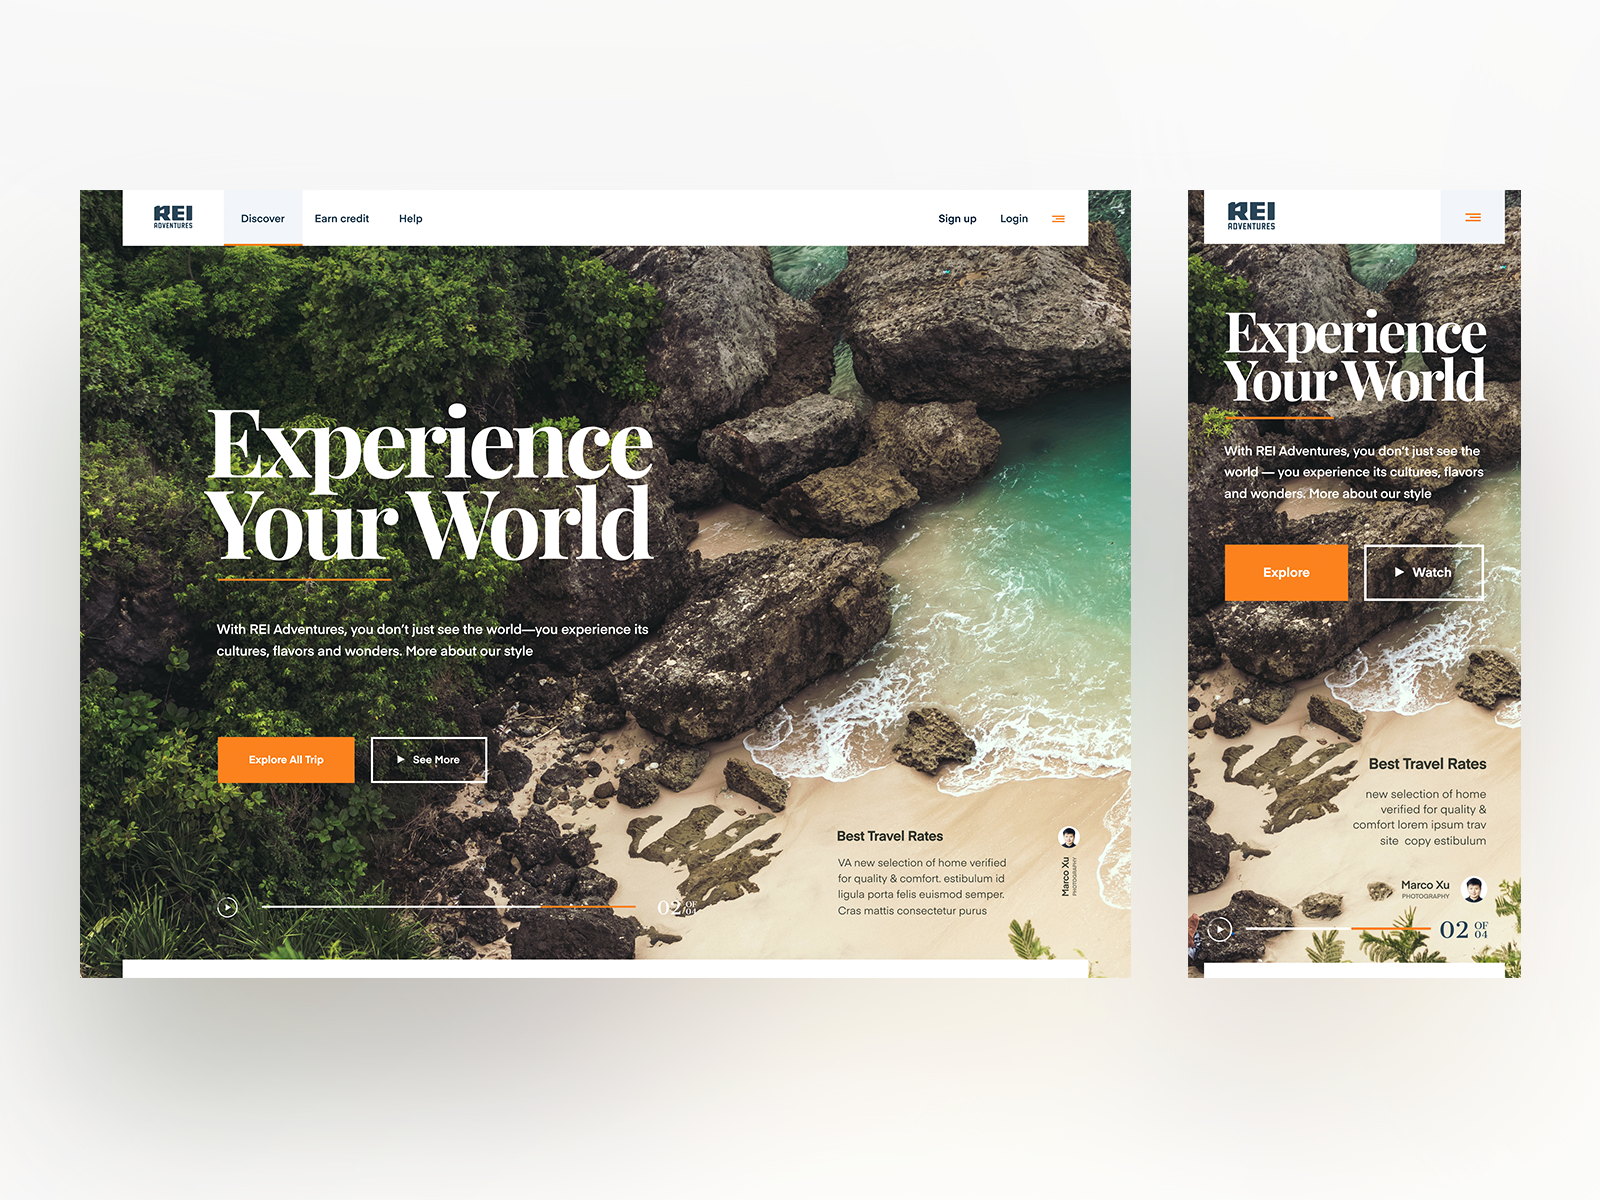 REI
ADVENTURES
Discover
Earn credit
Help
Sign up
Login
Experience
Your World
With REI Adventures, you don't just see the world—you experience its
cultures, flavors and wonders. More about our style
Explore All Trip
See More
02 OF
/04
Best Travel Rates
VA new selection of home verified
for quality & comfort. estibulum id
ligula porta felis euismod semper.
Cras mattis consectetur purus
Marco Xu
PHOTOGRAPHY
REI
ADVENTURES
Experience
Your World
With REI Adventures, you don't just see the
world — you experience its cultures, flavors
and wonders. More about our style
Explore
Watch
Best Travel Rates
new selection of home
verified for quality &
comfort lorem ipsum trav
site copy estibulum
Marco Xu
PHOTOGRAPHY
02 OF
04